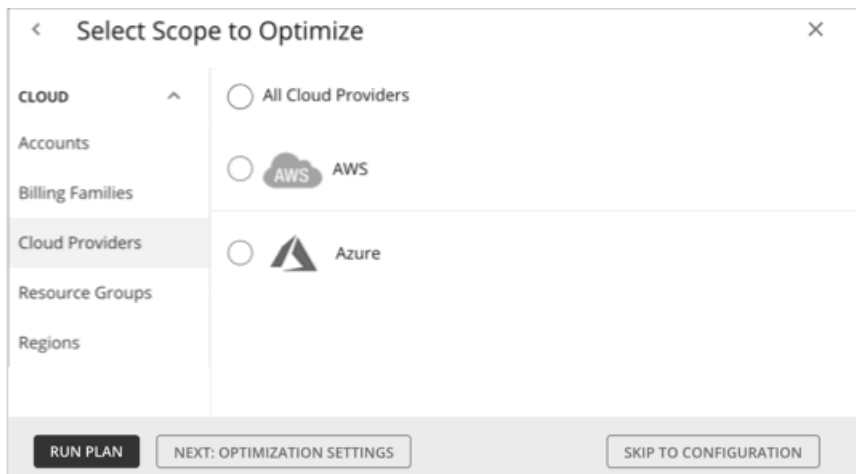 Select Scope to Optimize
CLOUD
Accounts
Billing Families
Cloud Providers
Resource Groups
Regions
All Cloud Providers
AWS AWS
Azure
RUN PLAN NEXT: OPTIMIZATION SETTINGS SKIP TO CONFIGURATION